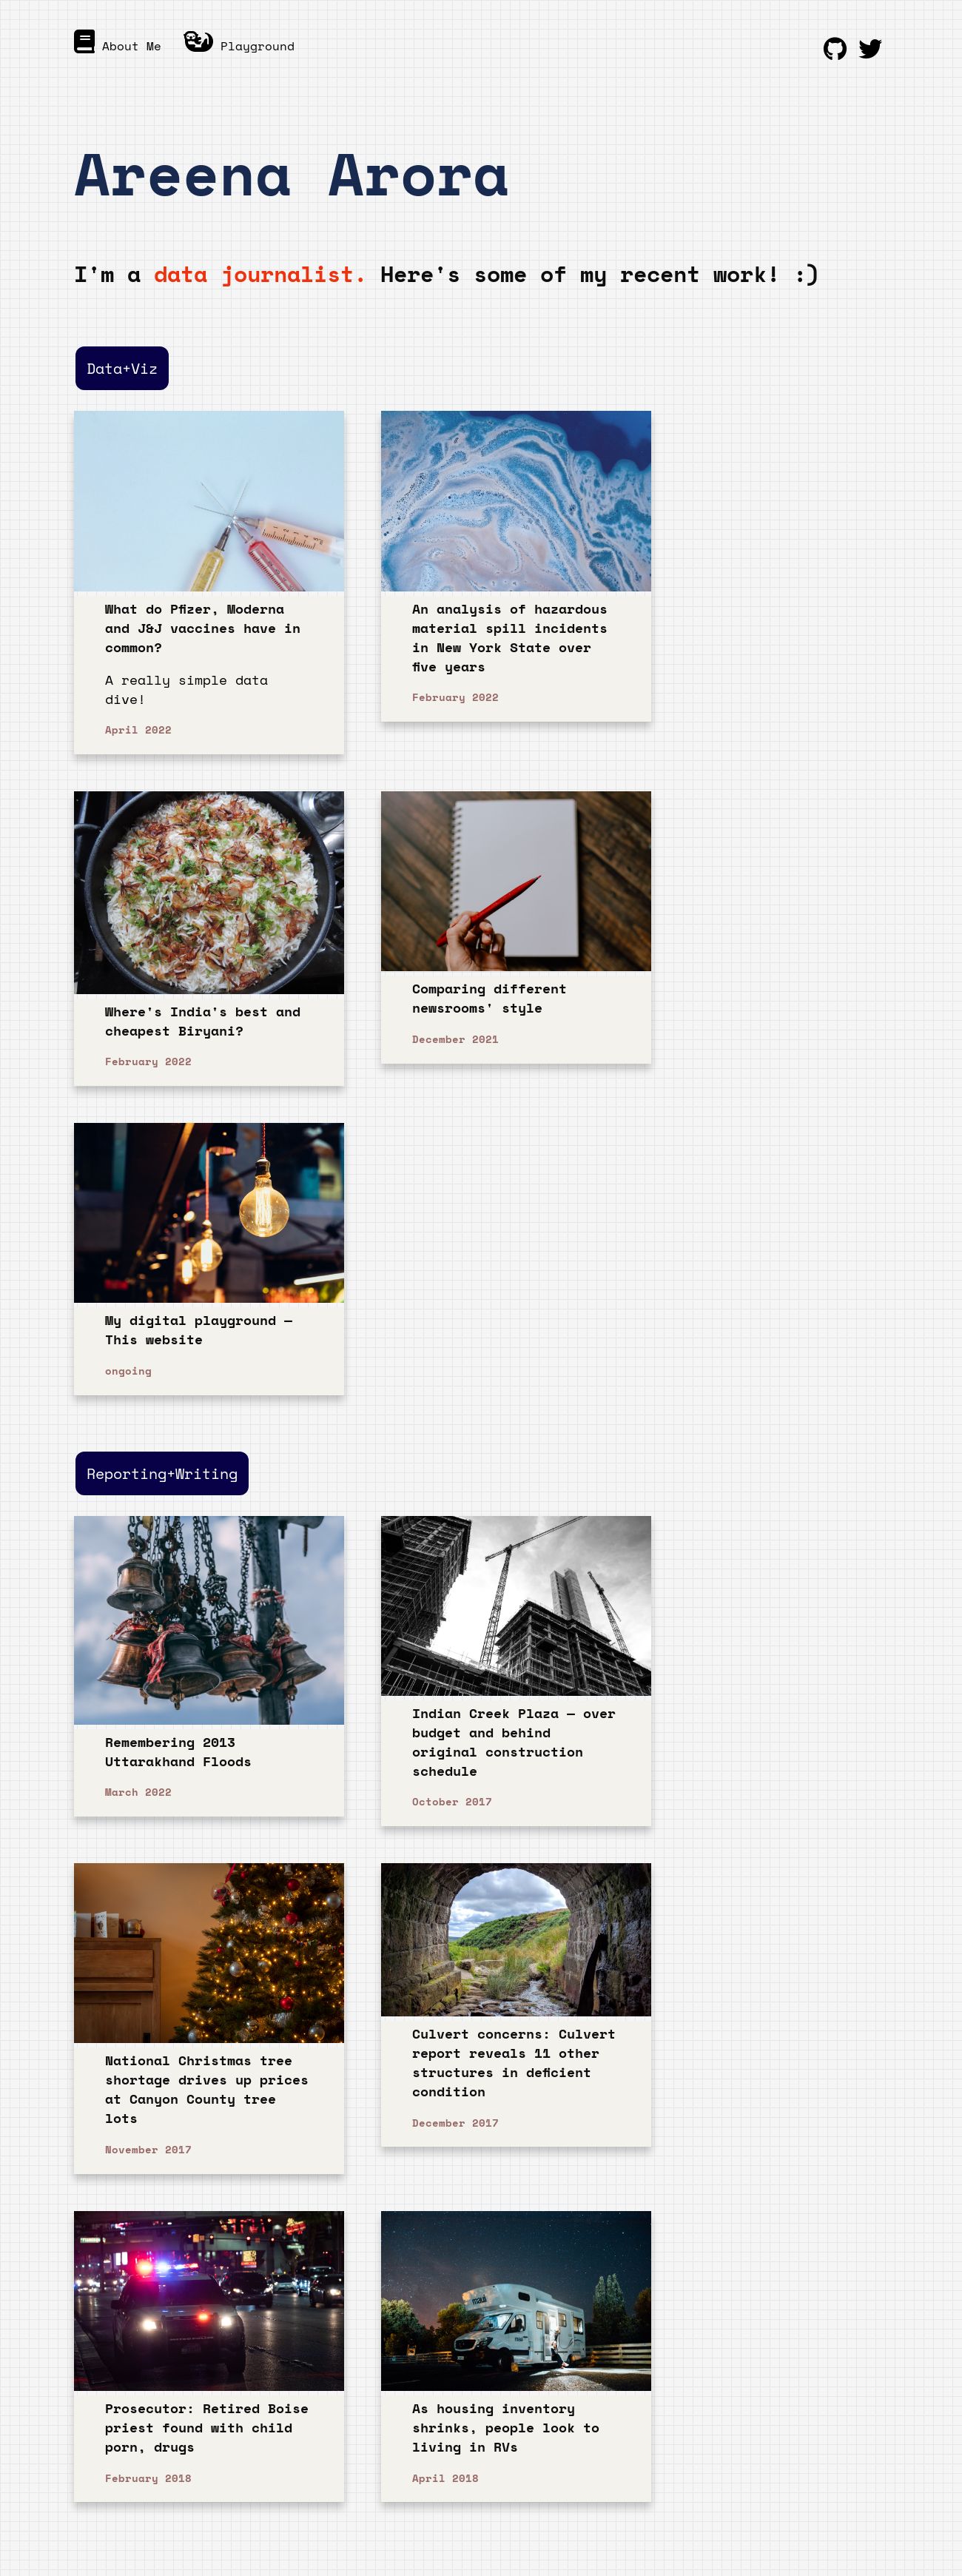 About Me
Playground
Areena Arora
I'm a data journalist. Here's some of my recent work! :)
Data+Viz
What do Pfizer, Moderna
and J&J vaccines have in
common?
A really simple data
dive!
April 2022
An analysis of hazardous
material spill incidents
in New York State over
five years
February 2022
Where's India's best and
cheapest Biryani?
February 2022
Comparing different
newsrooms' style
December 2021
My digital playground —
This website
ongoing
Reporting+Writing
Remembering 2013
Uttarakhand Floods
March 2022
Indian Creek Plaza — over
budget and behind
original construction
schedule
October 2017
National Christmas tree
shortage drives up prices
at Canyon County tree
lots
November 2017
Culvert concerns: Culvert
report reveals 11 other
structures in deficient
condition
December 2017
Prosecutor: Retired Boise
priest found with child
porn, drugs
February 2018
maui
As housing inventory
shrinks, people look to
living in RVs
April 2018